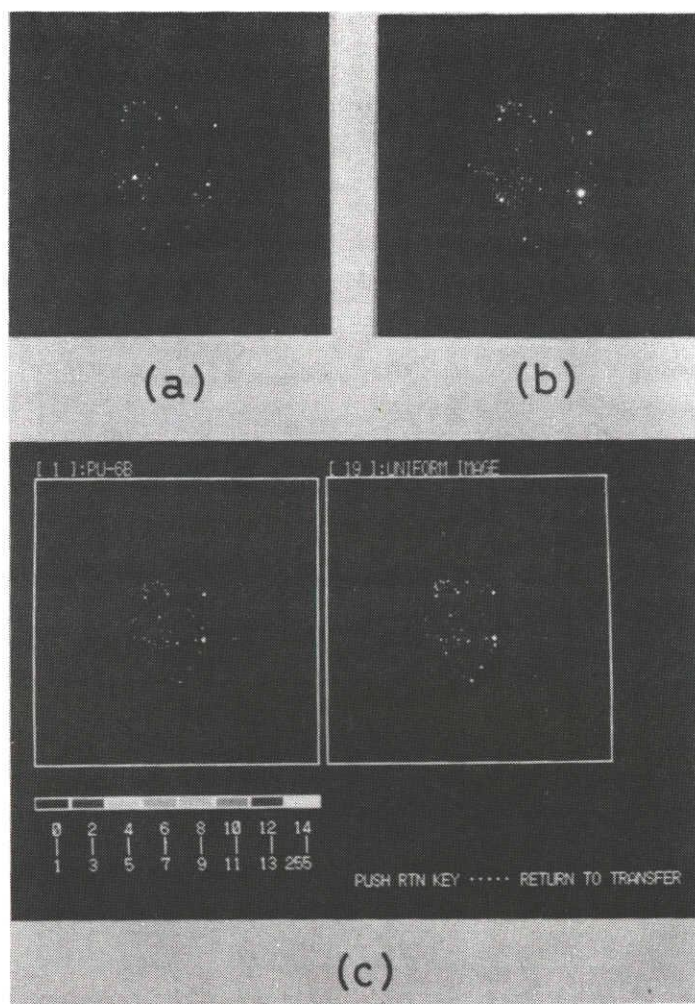 (a) (b)
[ 1 ]:PU-6B [ 19 ]:UNIFORM IMAGE
0 2 4 6 8 10 12 14
1 3 5 7 9 11 13 255
PUSH RTN KEY ····· RETURN TO TRANSFER
(c)